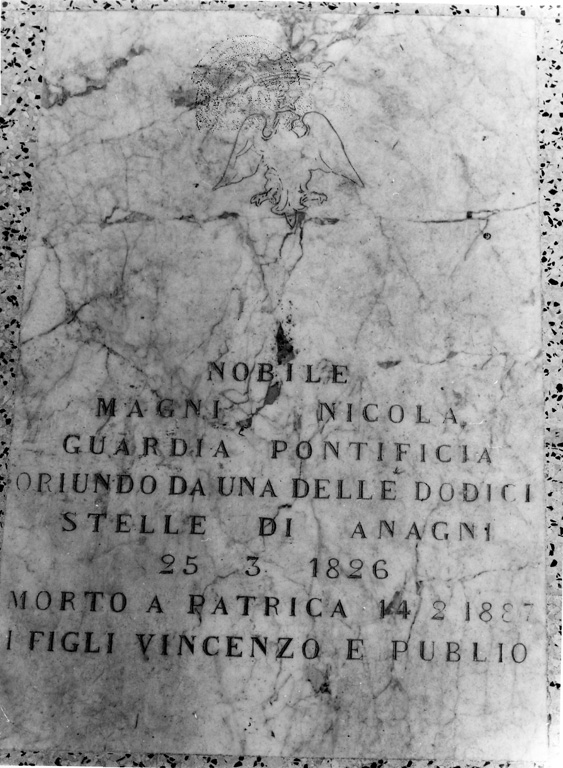 NOBILE
MAGNI NICOLA
GUARDIA PONTIFICIA
ORIUNDO DA UNA DELLE DODICI
STELLE DI ANAGNI
25 3 1826
MORTO A PATRICA 14 2 1887
I FIGLI VINCENZO E PUBLIO